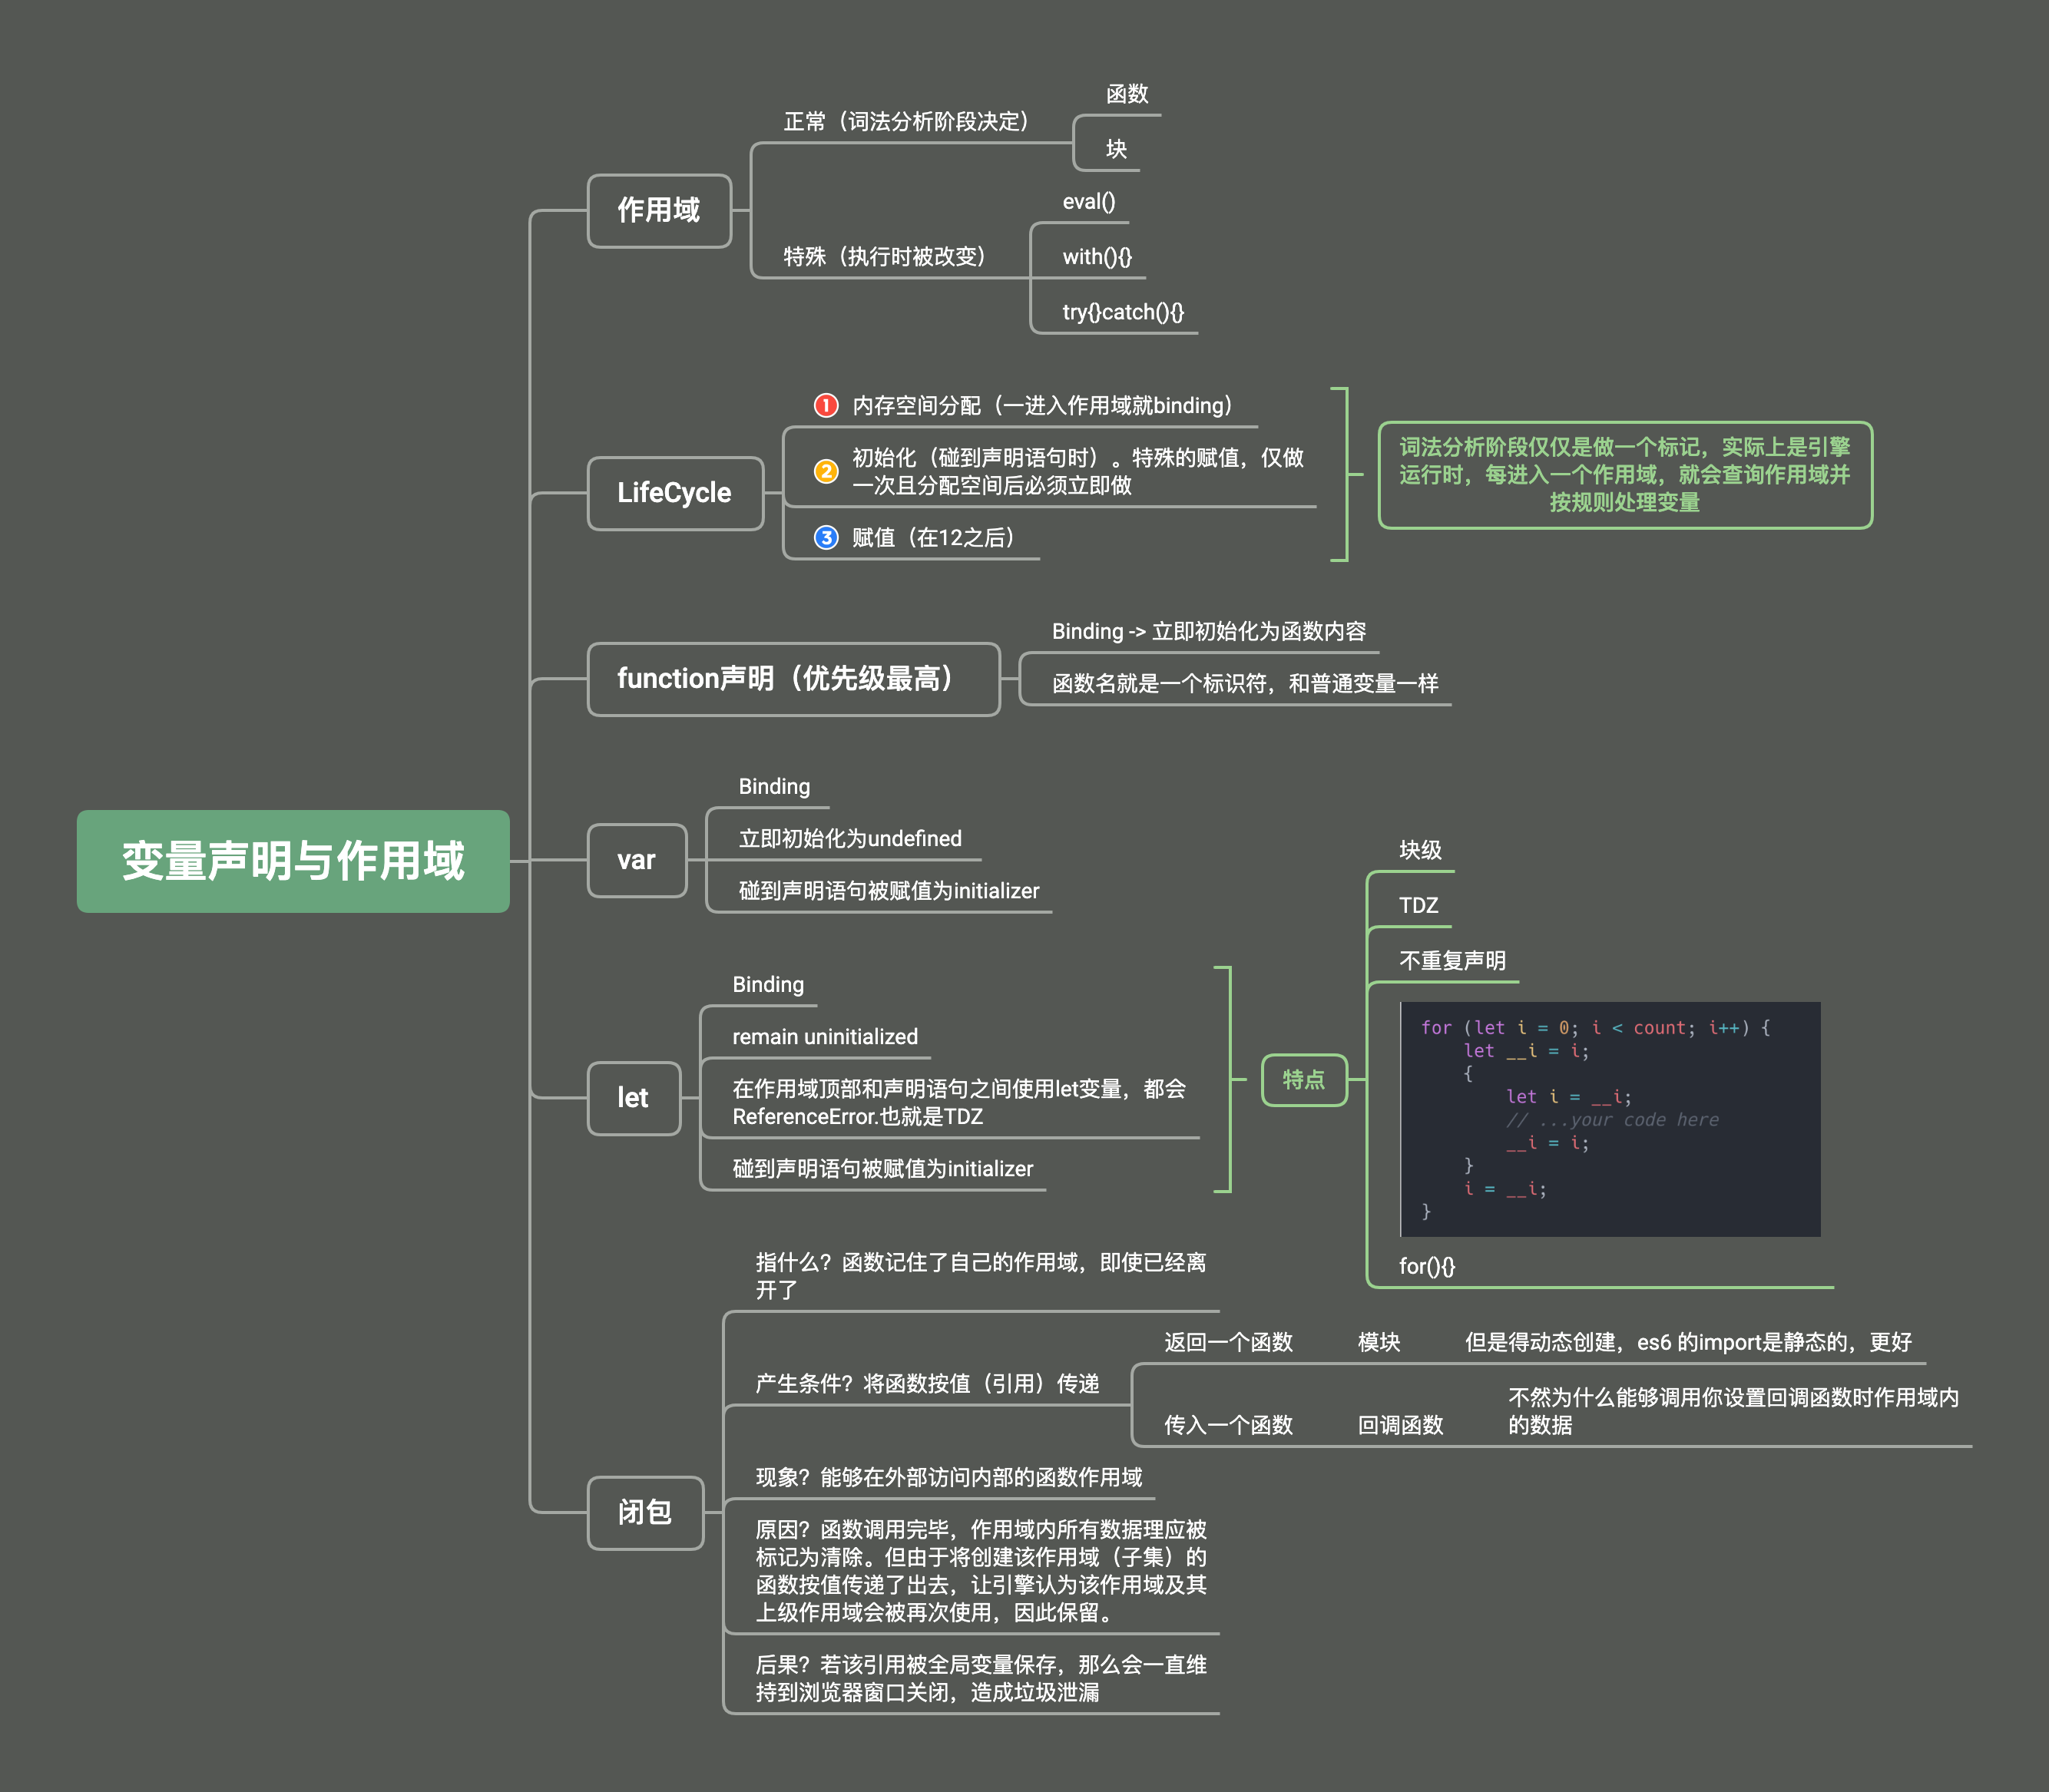 变量声明与作用域
作用域
正常（词法分析阶段决定）
函数
块
特殊（执行时被改变）
eval()
with(){}
try{}catch(){}
LifeCycle
1 内存空间分配（一进入作用域就binding）
2 初始化（碰到声明语句时）。特殊的赋值，仅做
一次且分配空间后必须立即做
3 赋值（在12之后）
词法分析阶段仅仅是做一个标记，实际上是引擎
运行时，每进入一个作用域，就会查询作用域并
按规则处理变量
function声明（优先级最高）
Binding -> 立即初始化为函数内容
函数名就是一个标识符，和普通变量一样
var
Binding
立即初始化为undefined
碰到声明语句被赋值为initializer
let
Binding
remain uninitialized
在作用域顶部和声明语句之间使用let变量，都会
ReferenceError.也就是TDZ
碰到声明语句被赋值为initializer
特点
块级
TDZ
不重复声明
for (let i = 0; i < count; i++) {
    let __i = i;
    {
        let i = __i;
        // ...your code here
        __i = i;
    }
    i = __i;
}
for(){}
闭包
指什么？函数记住了自己的作用域，即使已经离
开了
产生条件？将函数按值（引用）传递
返回一个函数
模块
但是得动态创建，es6 的import是静态的，更好
传入一个函数
回调函数
不然为什么能够调用你设置回调函数时作用域内
的数据
现象？能够在外部访问内部的函数作用域
原因？函数调用完毕，作用域内所有数据理应被
标记为清除。但由于将创建该作用域（子集）的
函数按值传递了出去，让引擎认为该作用域及其
上级作用域会被再次使用，因此保留。
后果？若该引用被全局变量保存，那么会一直维
持到浏览器窗口关闭，造成垃圾泄漏